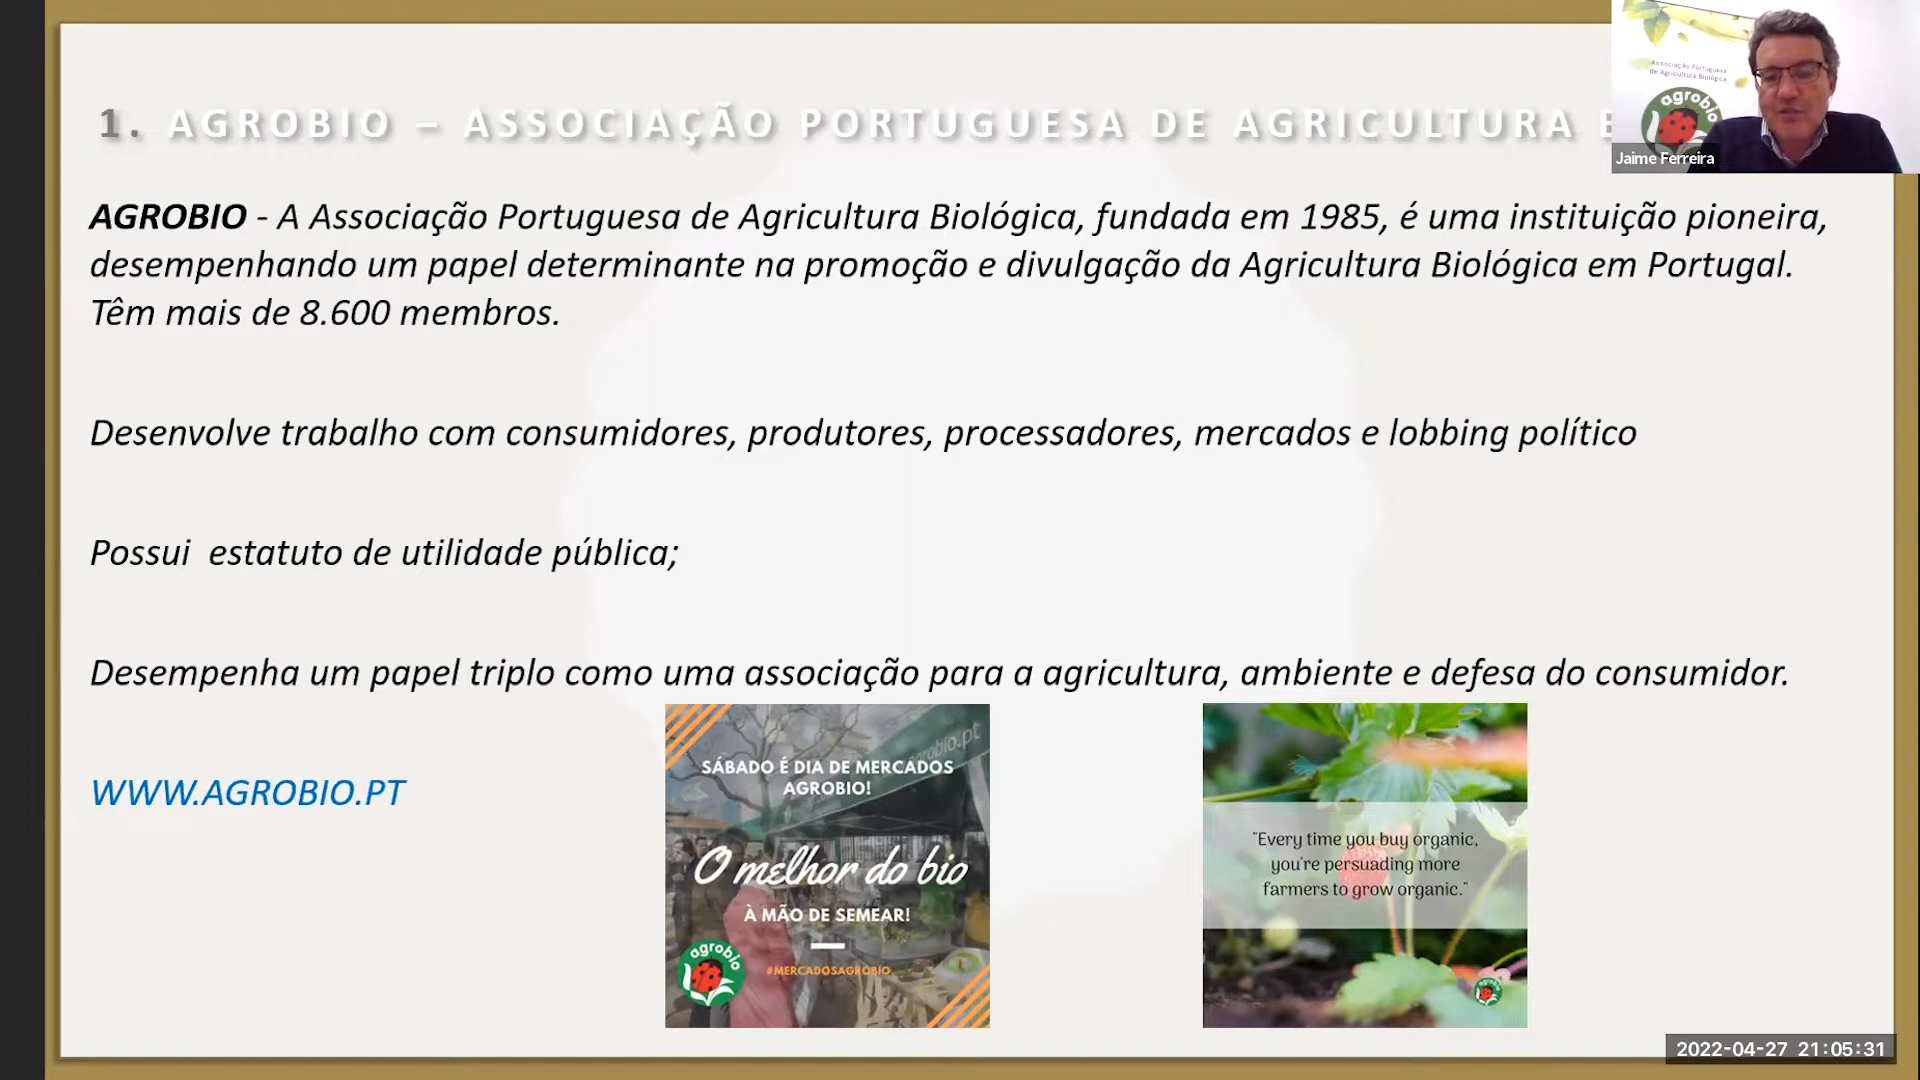 1. AGROBIO – ASSOCIAÇÃO PORTUGUESA DE AGRICULTURA
Associação Portuguesa
de Agricultura Biológica
agrobio
Jaime Ferreira
AGROBIO - A Associação Portuguesa de Agricultura Biológica, fundada em 1985, é uma instituição pioneira,
desempenhando um papel determinante na promoção e divulgação da Agricultura Biológica em Portugal.
Têm mais de 8.600 membros.
Desenvolve trabalho com consumidores, produtores, processadores, mercados e lobbing político
Possui  estatuto de utilidade pública;
Desempenha um papel triplo como uma associação para a agricultura, ambiente e defesa do consumidor.
WWW.AGROBIO.PT
agrobio.pt
SÁBADO É DIA DE MERCADOS
AGROBIO!
O melhor do bio
À MÃO DE SEMEAR!
agrobio
#MERCADOSAGROBIO
"Every time you buy organic,
you're persuading more
farmers to grow organic."
2022-04-27 21:05:31